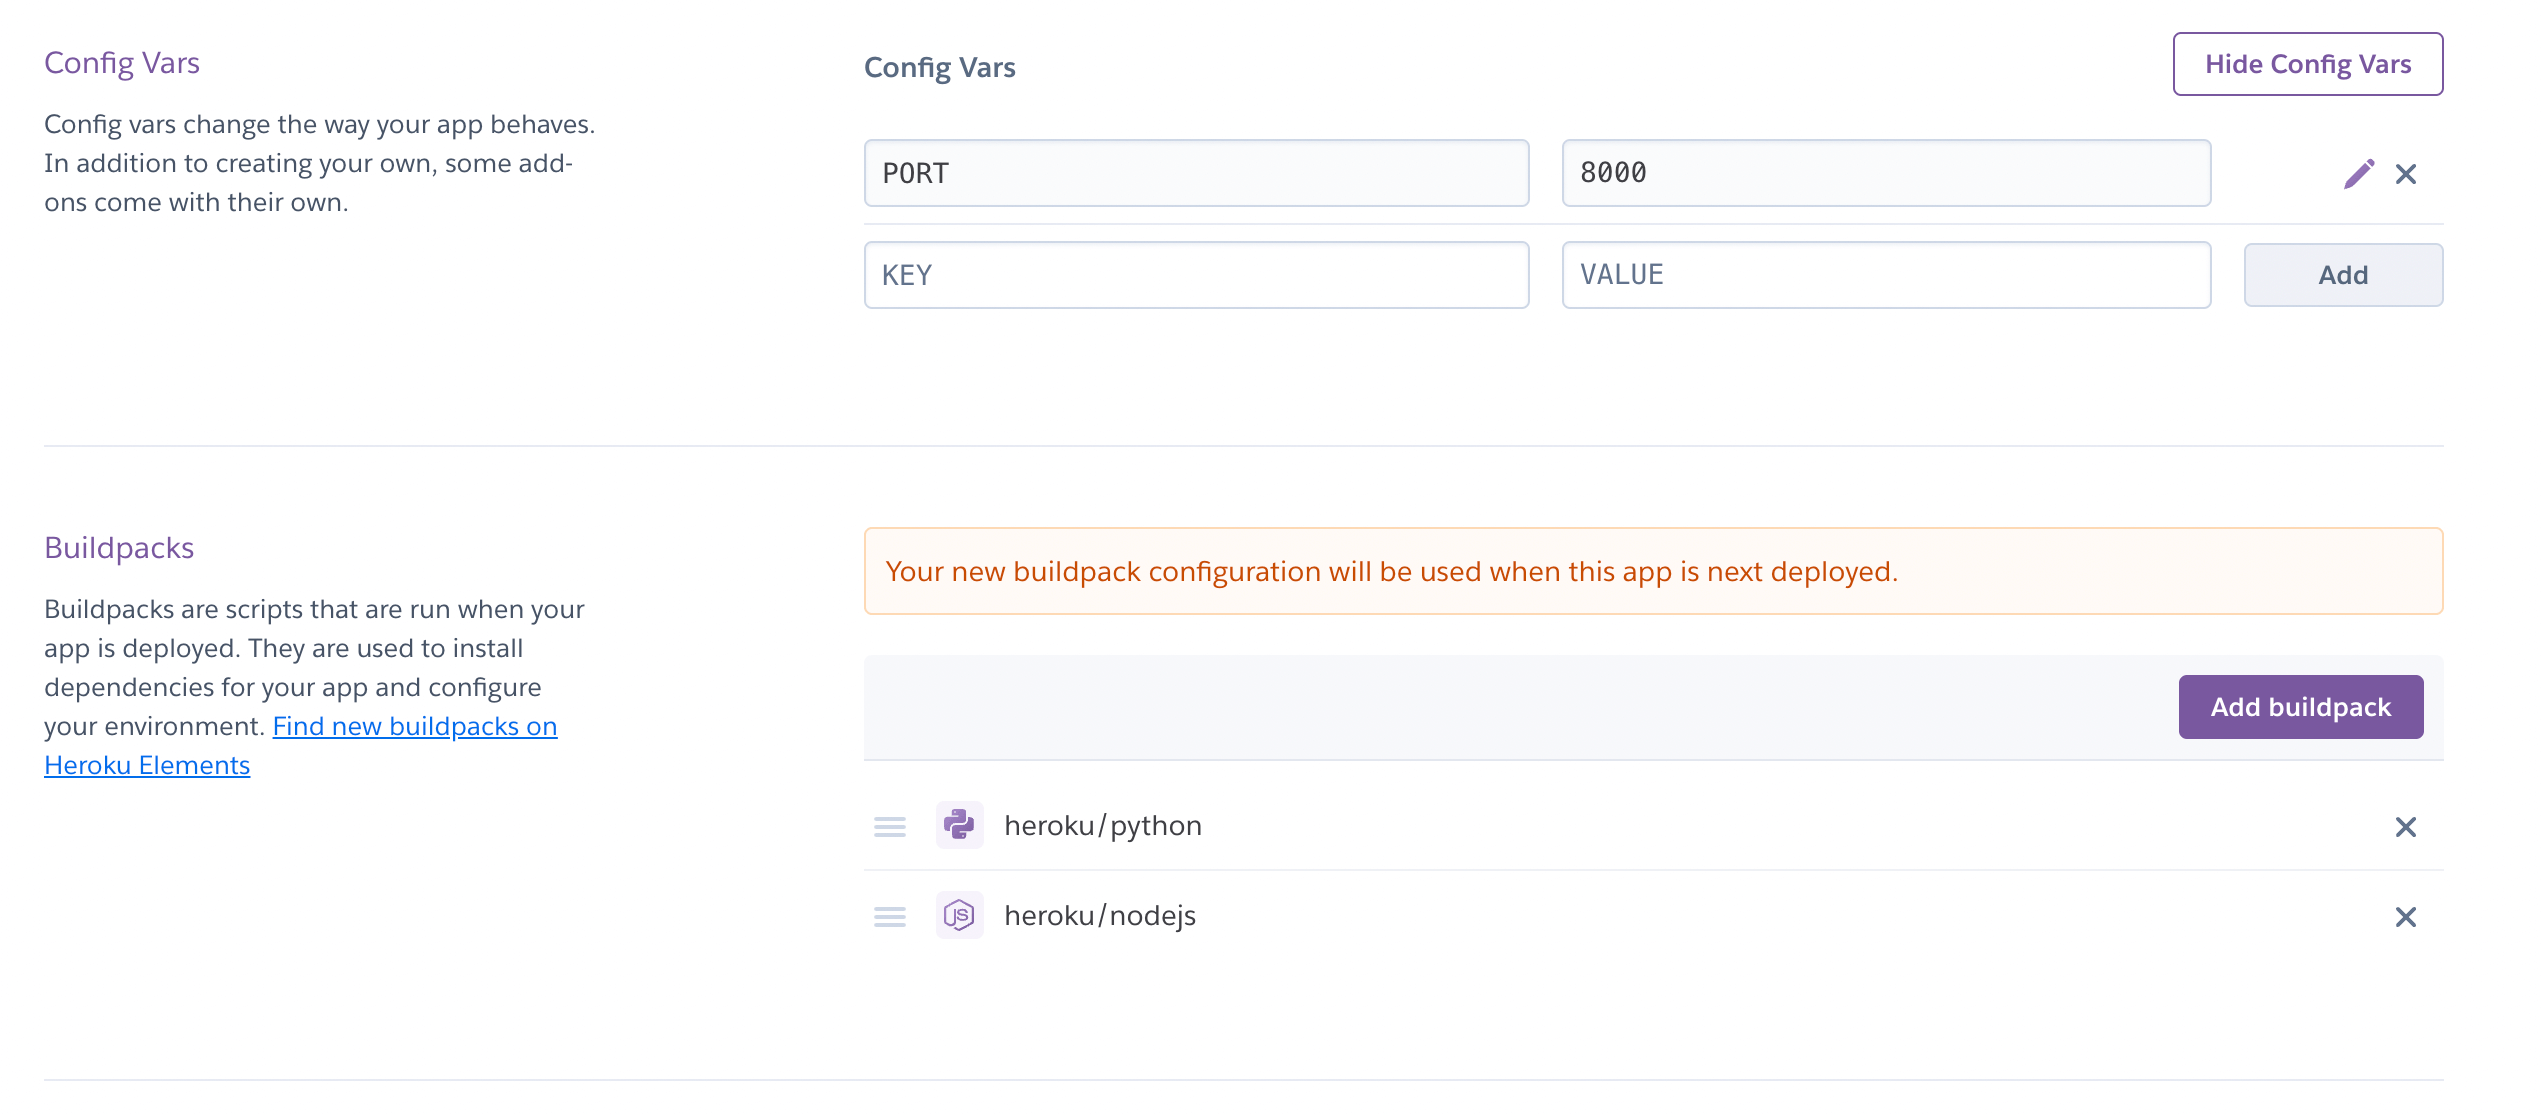 Config Vars
Config vars change the way your app behaves.
In addition to creating your own, some add-
ons come with their own.
Config Vars
Hide Config Vars
PORT
8000
KEY
VALUE
Add
Buildpacks
Buildpacks are scripts that are run when your
app is deployed. They are used to install
dependencies for your app and configure
your environment. Find new buildpacks on
Heroku Elements
Your new buildpack configuration will be used when this app is next deployed.
Add buildpack
heroku/python
JS
heroku/nodejs